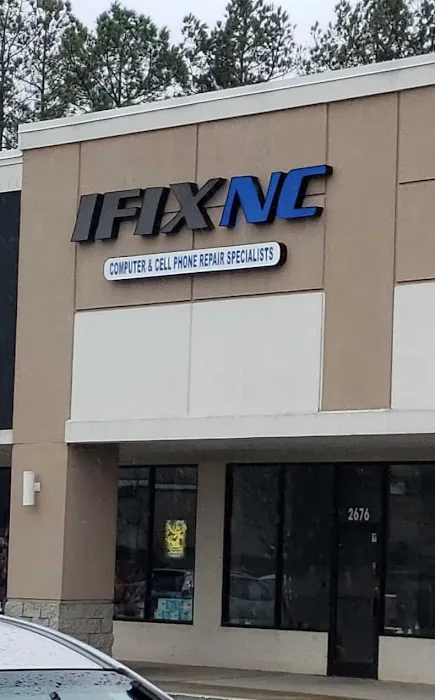 IFIXNC
COMPUTER & CELL PHONE REPAIR SPECIALISTS
2676